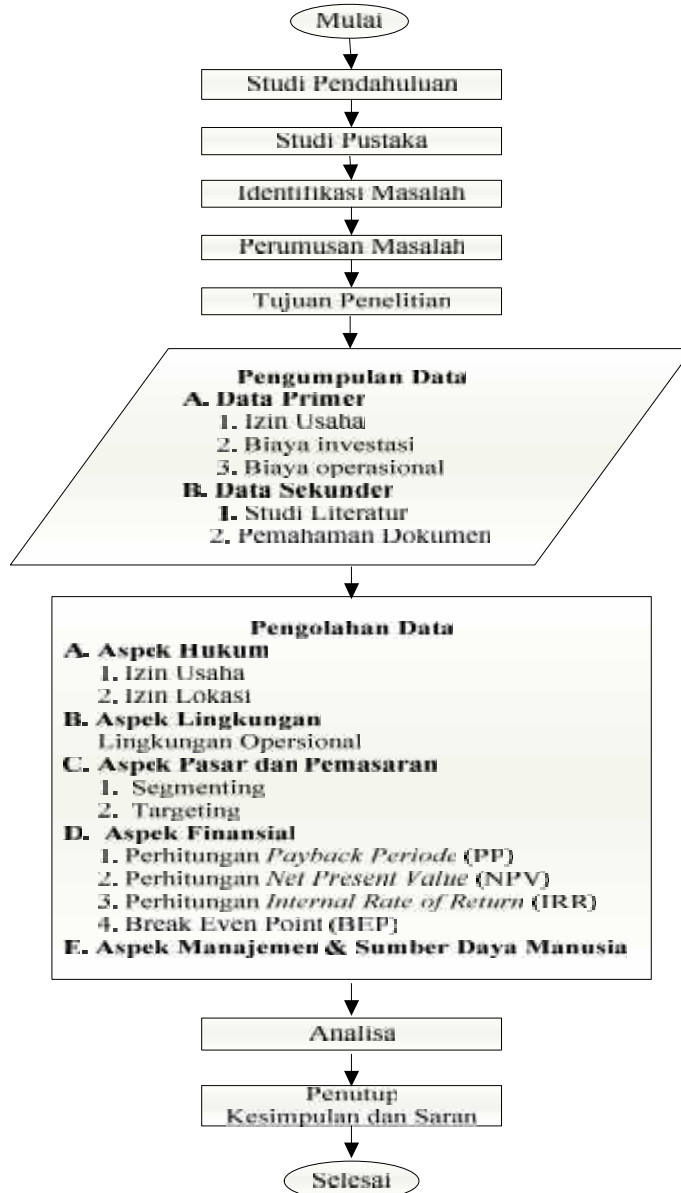 Mulai
Studi Pendahuluan
Studi Pustaka
Identifikasi Masalah
Perumusan Masalah
Tujuan Penelitian
Pengumpulan Data
A. Data Primer
1. Izin Usaha
2. Biaya investasi
3. Biaya operasional
B. Data Sekunder
1. Studi Literatur
2. Pemahaman Dokumen
Pengolahan Data
A. Aspek Hukum
1. Izin Usaha
2. Izin Lokasi
B. Aspek Lingkungan
Lingkungan Opersional
C. Aspek Pasar dan Pemasaran
1. Segmenting
2. Targeting
D. Aspek Finansial
1. Perhitungan Payback Periode (PP)
2. Perhitungan Net Present Value (NPV)
3. Perhitungan Internal Rate of Return (IRR)
4. Break Even Point (BEP)
E. Aspek Manajemen & Sumber Daya Manusia
Analisa
Penutup
Kesimpulan dan Saran
Selesai